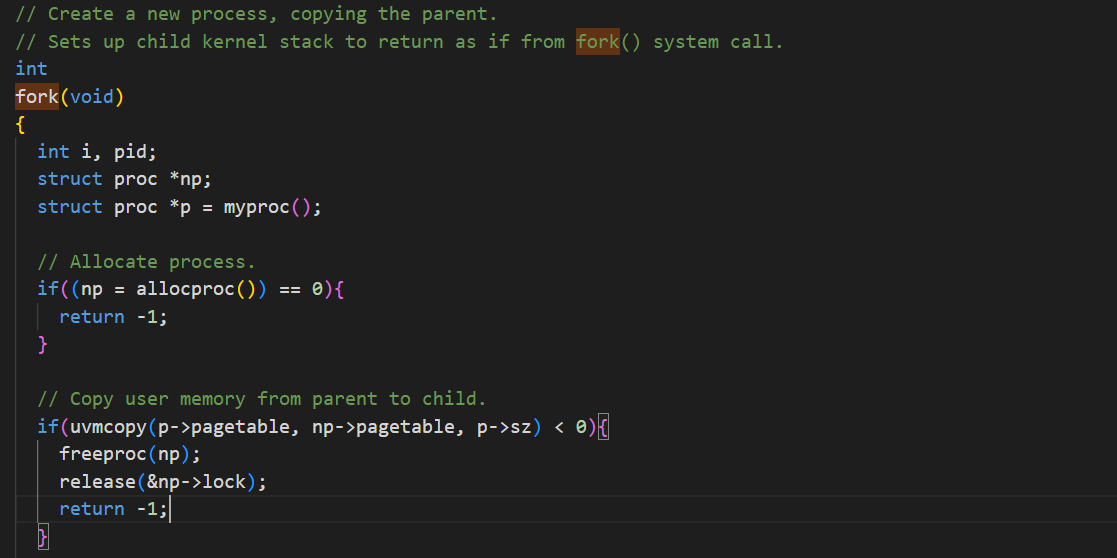 // Create a new process, copying the parent.
// Sets up child kernel stack to return as if from fork() system call.
int
fork(void)
{
  int i, pid;
  struct proc *np;
  struct proc *p = myproc();

  // Allocate process.
  if((np = allocproc()) == 0){
    return -1;
  }

  // Copy user memory from parent to child.
  if(uvmcopy(p->pagetable, np->pagetable, p->sz) < 0){
    freeproc(np);
    release(&np->lock);
    return -1;
  }